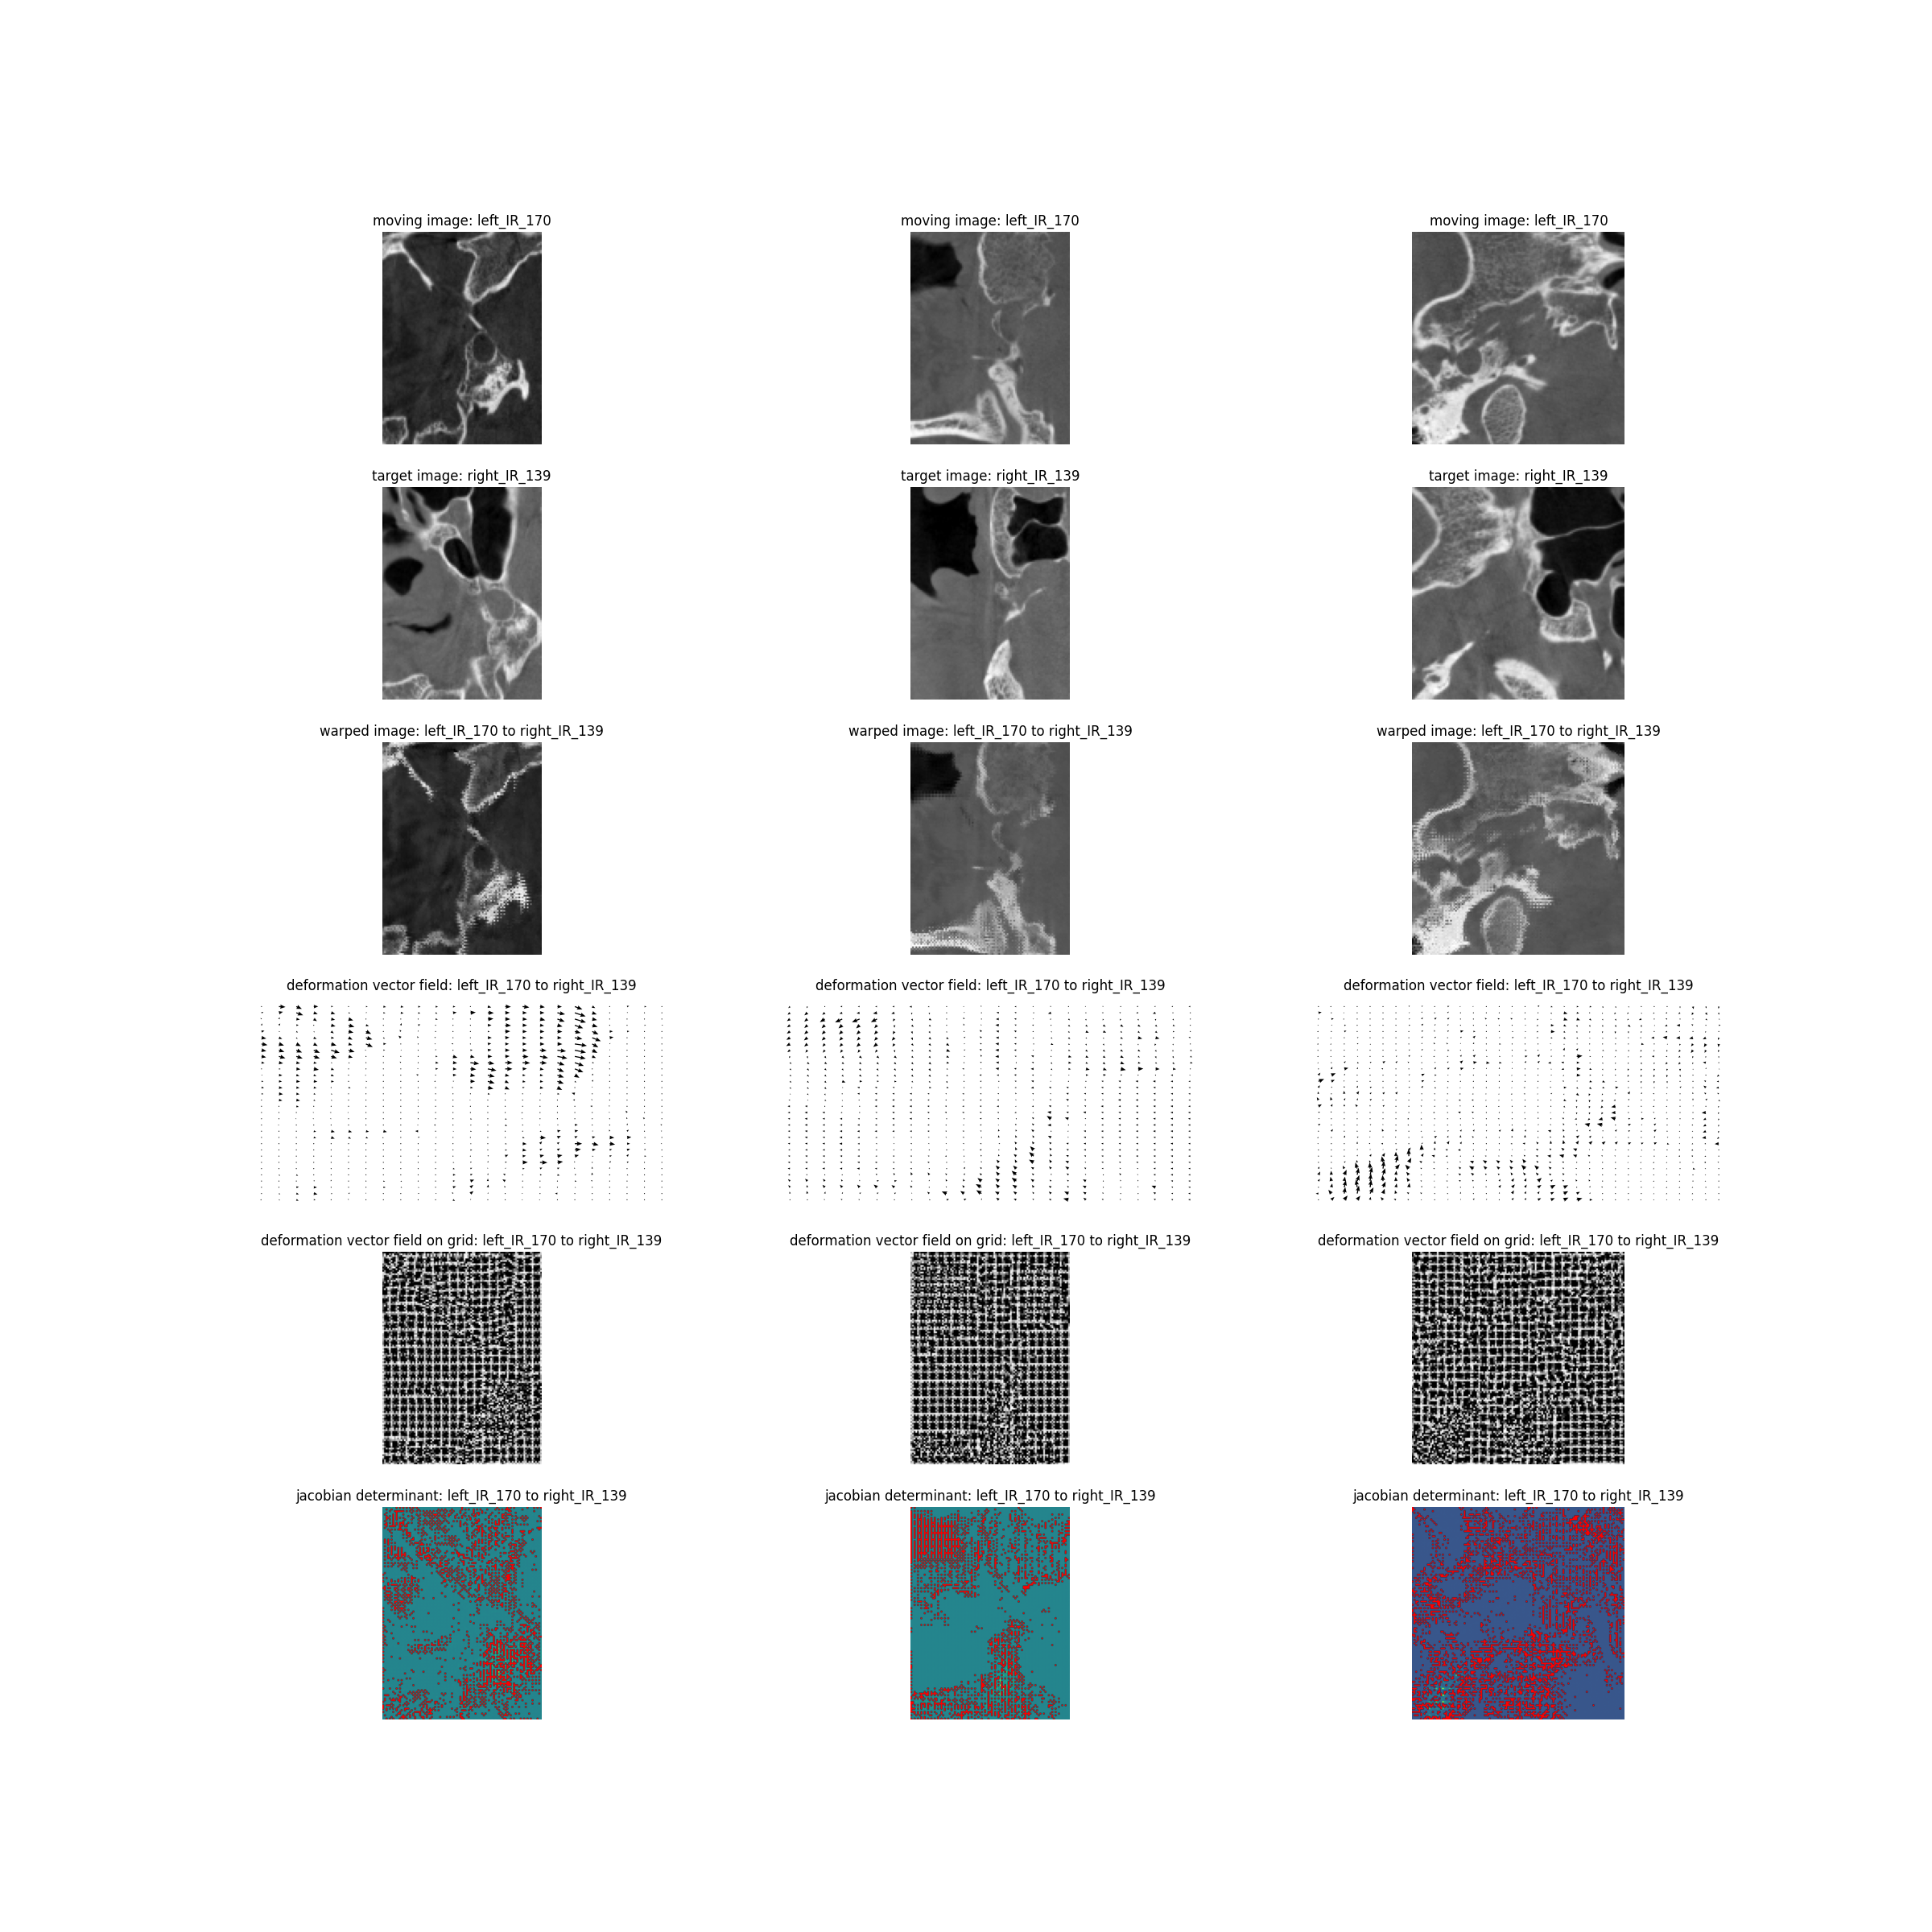 moving image: left_IR_170
moving image: left_IR_170
moving image: left_IR_170
target image: right_IR_139
target image: right_IR_139
target image: right_IR_139
warped image: left_IR_170 to right_IR_139
warped image: left_IR_170 to right_IR_139
warped image: left_IR_170 to right_IR_139
deformation vector field: left_IR_170 to right_IR_139
deformation vector field: left_IR_170 to right_IR_139
deformation vector field: left_IR_170 to right_IR_139
deformation vector field on grid: left_IR_170 to right_IR_139
deformation vector field on grid: left_IR_170 to right_IR_139
deformation vector field on grid: left_IR_170 to right_IR_139
jacobian determinant: left_IR_170 to right_IR_139
jacobian determinant: left_IR_170 to right_IR_139
jacobian determinant: left_IR_170 to right_IR_139